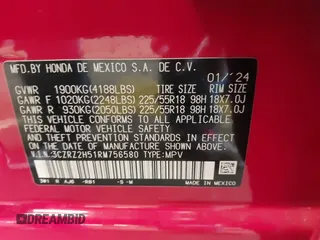 MFD.BY HONDA DE MEXICO S.A. DE C.V.
01/'24
GVWR 1900KG(4188LBS) TIRE SIZE RIM SIZE
GAWR F 1020KG(2248LBS) 225/55R18 98H 18X7.0J
GAWR R 930KG(2050LBS) 225/55R18 98H 18X7.0J
THIS VEHICLE CONFORMS TO ALL APPLICABLE
FEDERAL MOTOR VEHICLE SAFETY AND THEFT
PREVENTION STANDARDS IN EFFECT ON THE
DATE OF MANUFACTURE SHOWN ABOVE.
V.I.N.:3CZRZ2H51RM756580 TYPE:MPV
DREAMBID